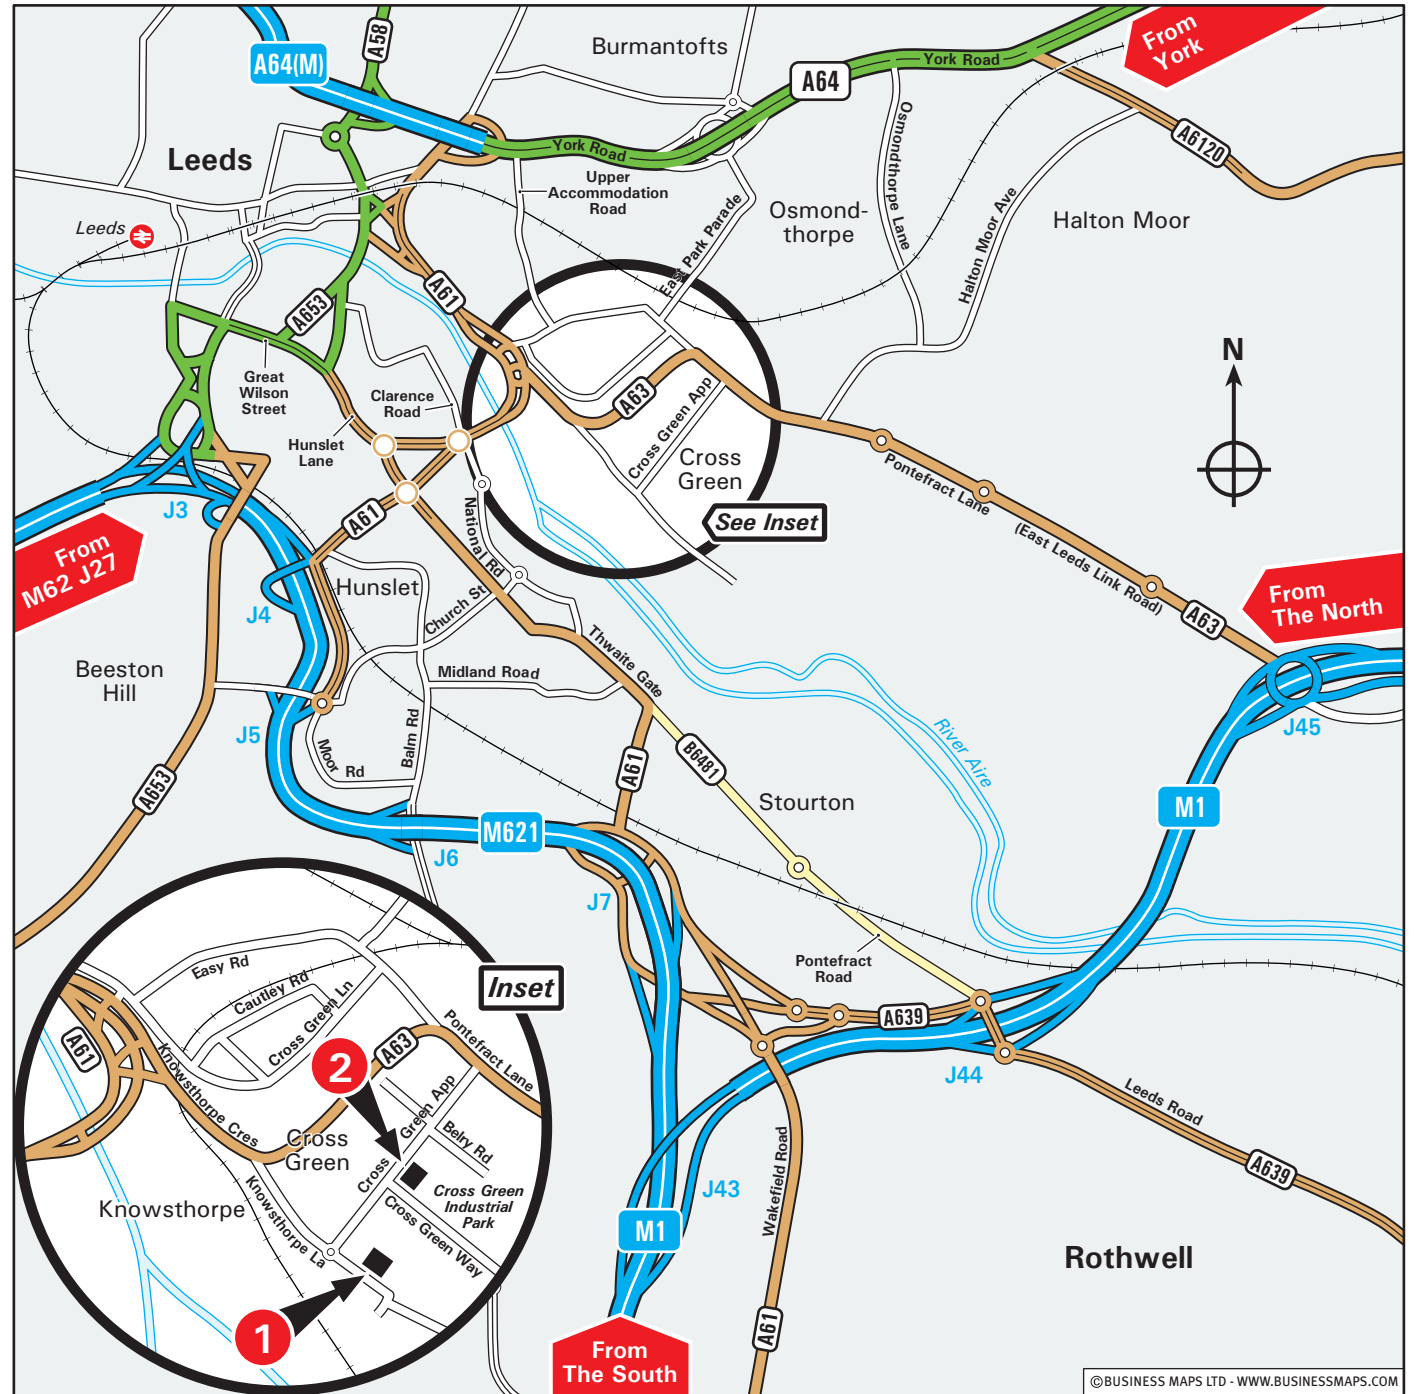 A58
Burmantofts
From
York
A64(M)
York Road
A64
Osmondthorpe Lane
A6120
Leeds
York Road
Upper
Accommodation
Road
East Park Parade
Osmond-
thorpe
Halton Moor Ave
Halton Moor
Leeds
A61
A653
Great
Wilson
Street
Clarence
Road
Hunslet
Lane
A63
Cross Green App
Cross
Green
N
Pontefract Lane
(East Leeds Link Road)
See Inset
J3
A61
National Rd
From
M62 J27
Hunslet
J4
Church St
A63
From
The North
Beeston
Hill
Midland Road
Thwaite Gate
J5
Moor Rd
Balm Rd
A61
B6481
River Aire
J45
A653
Stourton
M1
M621
J6
J7
Pontefract
Road
A639
J44
Leeds Road
A639
Wakefield Road
J43
M1
Rothwell
A61
From
The South
Inset
Easy Rd
Cautley Rd
Cross Green Ln
A61
A63
Pontefract Lane
2
Knowsthorpe Cres
Cross Green App
Belry Rd
Cross
Green
Cross Green
Industrial
Park
Knowsthorpe
Knowsthorpe La
Cross Green Way
1
©BUSINESS MAPS LTD - WWW.BUSINESSMAPS.COM